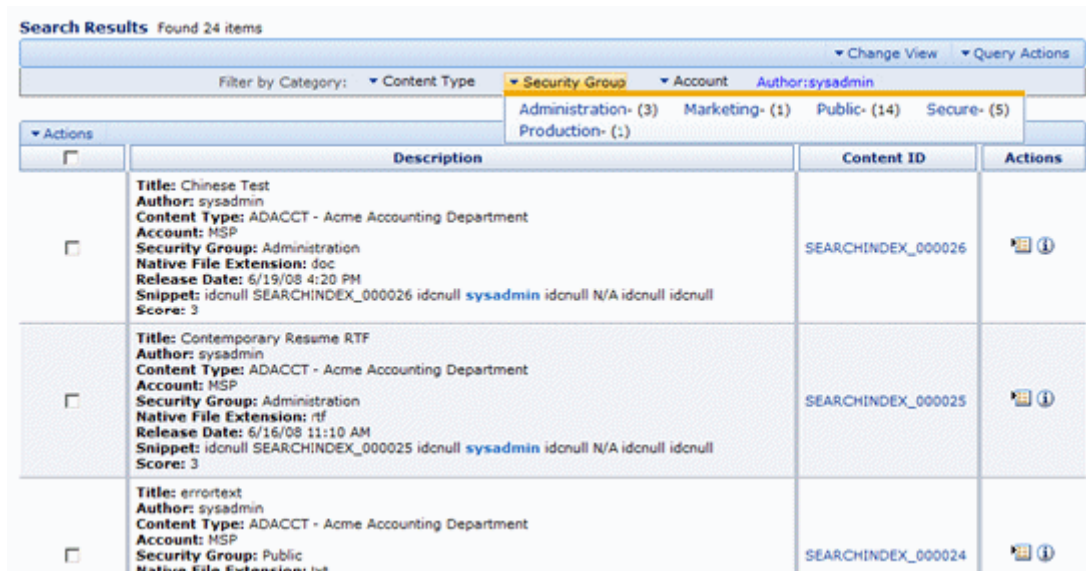 Search Results Found 24 items
Change View Query Actions
Filter by Category: Content Type Security Group Account Author:sysadmin
Administration- (3) Marketing- (1) Public- (14) Secure- (5)
Production- (1)
Actions
Description Content ID Actions
Title: Chinese Test
Author: sysadmin
Content Type: ADACCT - Acme Accounting Department
Account: MSP
Security Group: Administration
Native File Extension: doc
Release Date: 6/19/08 4:20 PM
Snippet: idcnull SEARCHINDEX_000026 idcnull sysadmin idcnull N/A idcnull idcnull
Score: 3
SEARCHINDEX_000026
Title: Contemporary Resume RTF
Author: sysadmin
Content Type: ADACCT - Acme Accounting Department
Account: MSP
Security Group: Administration
Native File Extension: rtf
Release Date: 6/16/08 11:10 AM
Snippet: idcnull SEARCHINDEX_000025 idcnull sysadmin idcnull N/A idcnull idcnull
Score: 3
SEARCHINDEX_000025
Title: errortext
Author: sysadmin
Content Type: ADACCT - Acme Accounting Department
Account: MSP
Security Group: Public
Native File Extension: txt
SEARCHINDEX_000024